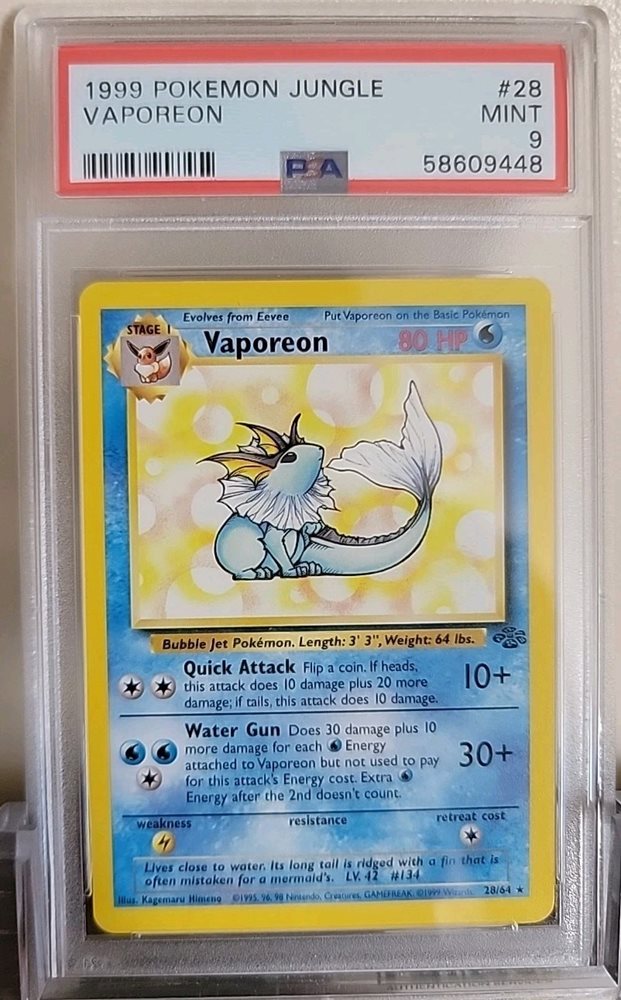 1999 POKEMON JUNGLE #28
VAPOREON MINT
9
PSA 58609448
Evolves from Eevee Put Vaporeon on the Basic Pokémon
STAGE 1
Vaporeon 80 HP
Bubble Jet Pokémon. Length: 3' 3", Weight: 64 lbs.
Quick Attack Flip a coin. If heads,
this attack does 10 damage plus 20 more 10+
damage; if tails, this attack does 10 damage.
Water Gun Does 30 damage plus 10
more damage for each Energy
attached to Vaporeon but not used to pay 30+
for this attack's Energy cost. Extra
Energy after the 2nd doesn't count.
weakness resistance retreat cost
Lives close to water. Its long tail is ridged with a fin that is
often mistaken for a mermaid's. LV. 42 #134
Illus. Kagemaru Himeno ©1995, 96, 98 Nintendo, Creatures, GAMEFREAK. ©1999 Wizards. 28/64 ★